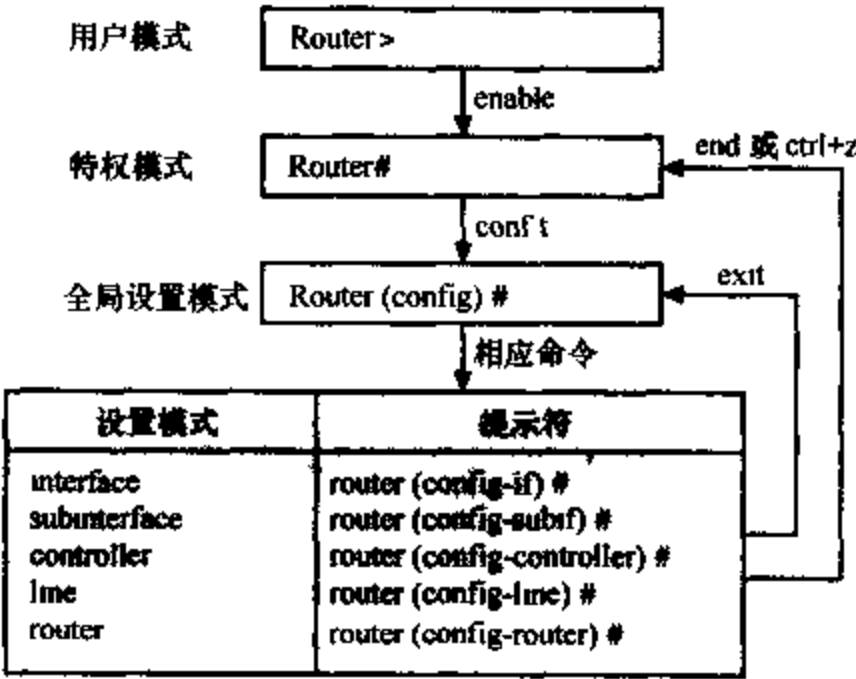 用户模式 Router>
enable
特权模式 Router#
end 或 ctrl+z
conf t
全局设置模式 Router (config) #
exit
相应命令
设置模式 提示符
interface router (config-if) #
subinterface router (config-subif) #
controller router (config-controller) #
line router (config-line) #
router router (config-router) #